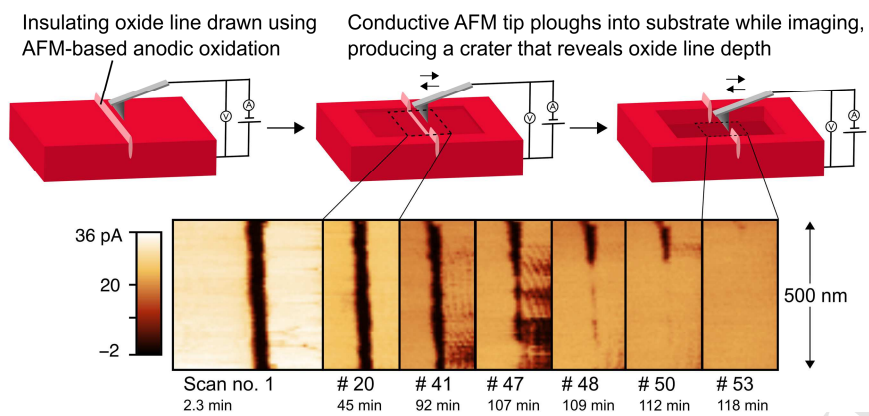 Insulating oxide line drawn using
AFM-based anodic oxidation
Conductive AFM tip ploughs into substrate while imaging,
producing a crater that reveals oxide line depth
V
A
V
A
V
A
36 pA
20
–2
500 nm
Scan no. 1
# 20
# 41
# 47
# 48
# 50
# 53
2.3 min
45 min
92 min
107 min
109 min
112 min
118 min